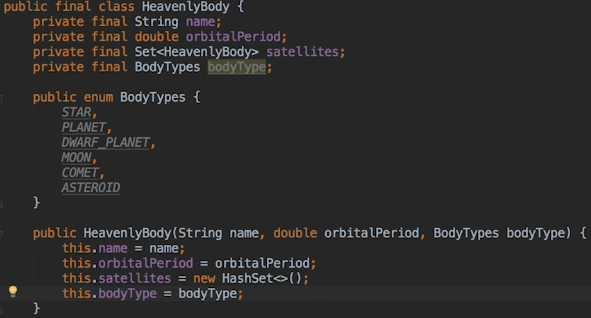 public final class HeavenlyBody {
    private final String name;
    private final double orbitalPeriod;
    private final Set<HeavenlyBody> satellites;
    private final BodyTypes bodyType;

    public enum BodyTypes {
        STAR,
        PLANET,
        DWARF_PLANET,
        MOON,
        COMET,
        ASTEROID
    }

    public HeavenlyBody(String name, double orbitalPeriod, BodyTypes bodyType) {
        this.name = name;
        this.orbitalPeriod = orbitalPeriod;
        this.satellites = new HashSet<>();
        this.bodyType = bodyType;
    }